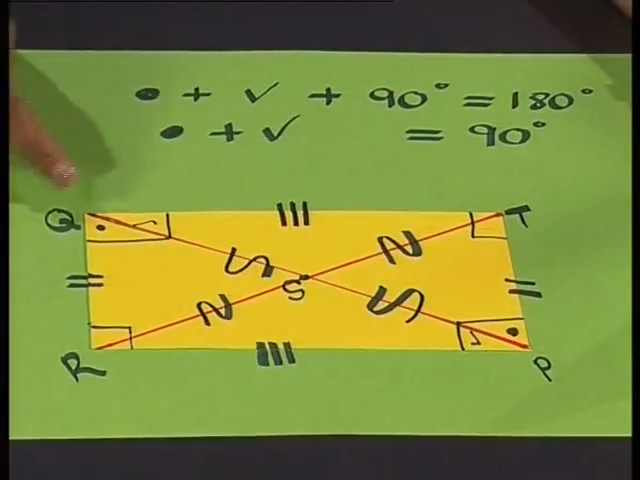 • + ✓ + 90° = 180°
• + ✓ = 90°
Q T
S
R P